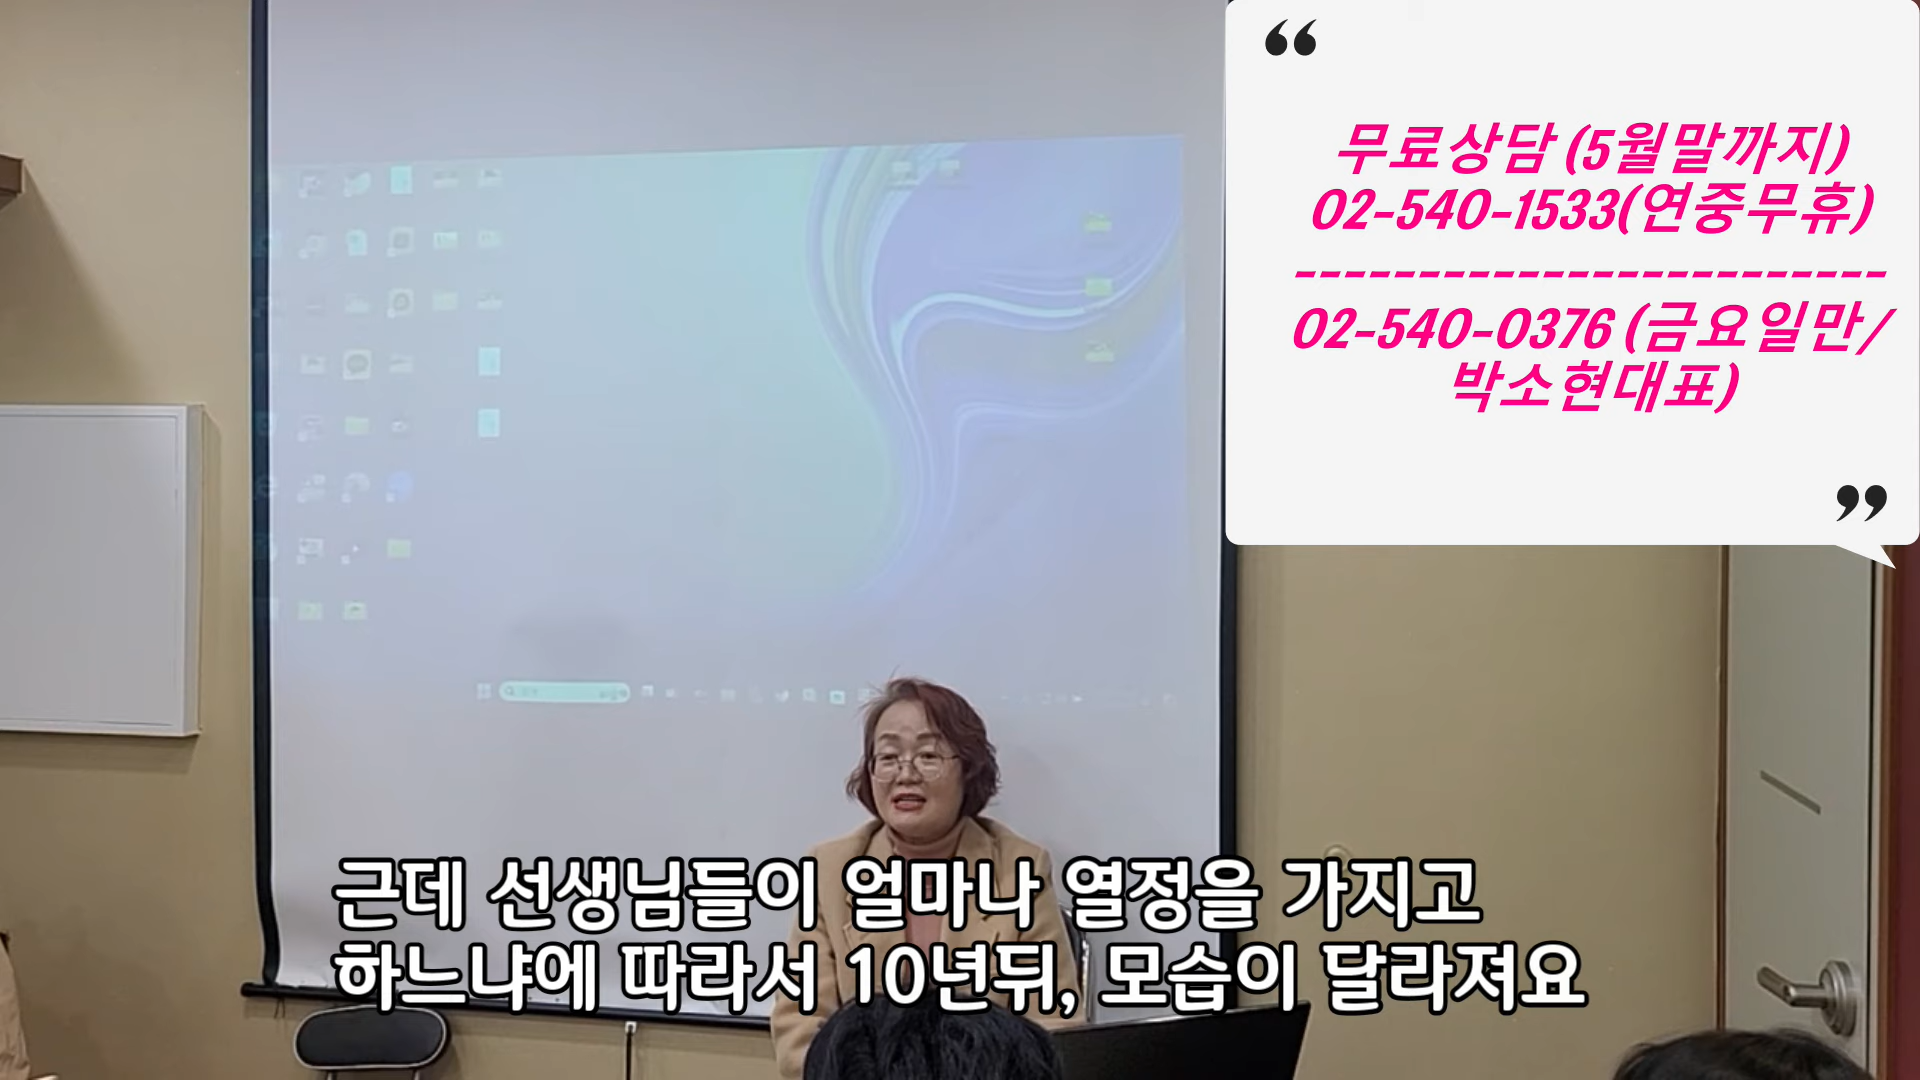 무료상담 (5월말까지)
02-540-1533(연중무휴)
------------------------
02-540-0376 (금요일만/
박소현대표)
근데 선생님들이 얼마나 열정을 가지고
하느냐에 따라서 10년뒤, 모습이 달라져요